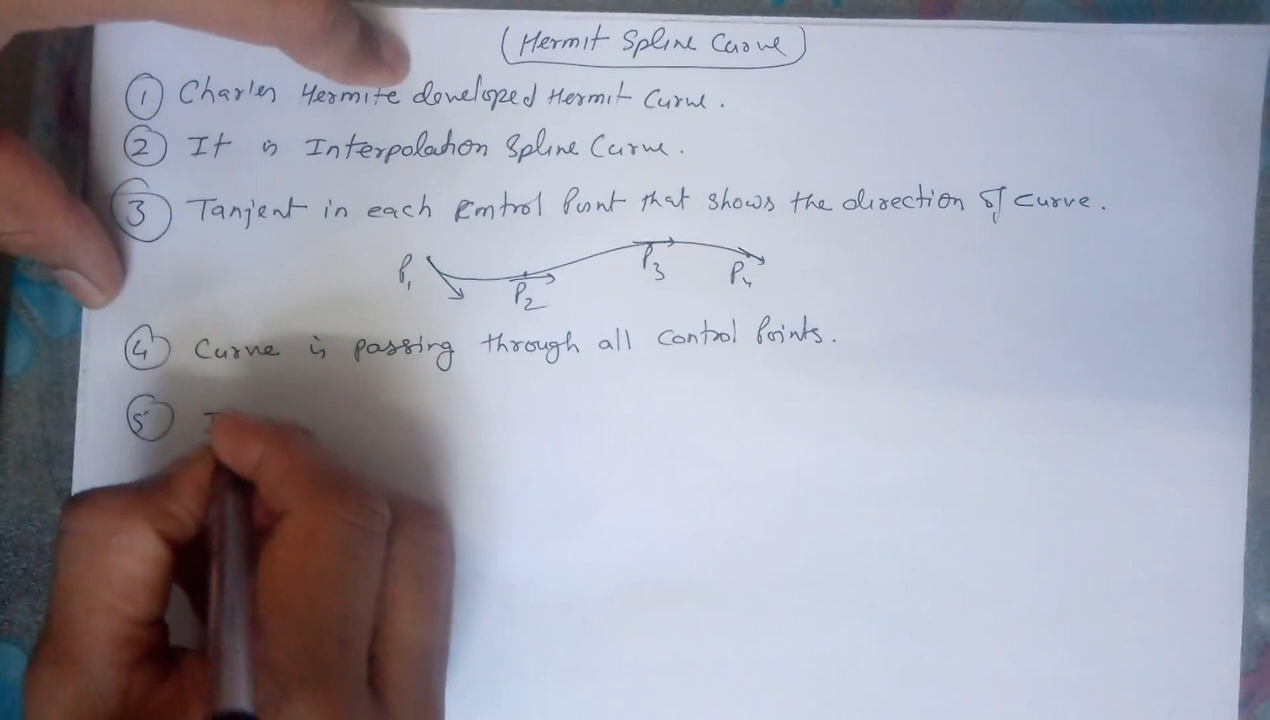 (Hermit Spline Curve)
① Charles Hermite developed Hermit Curve.
② It is Interpolation Spline Curve.
③ Tanjent in each Control Point that shows the direction of curve.
P1 P2 P3 P4
④ Curve is passing through all Control Points.
⑤ I